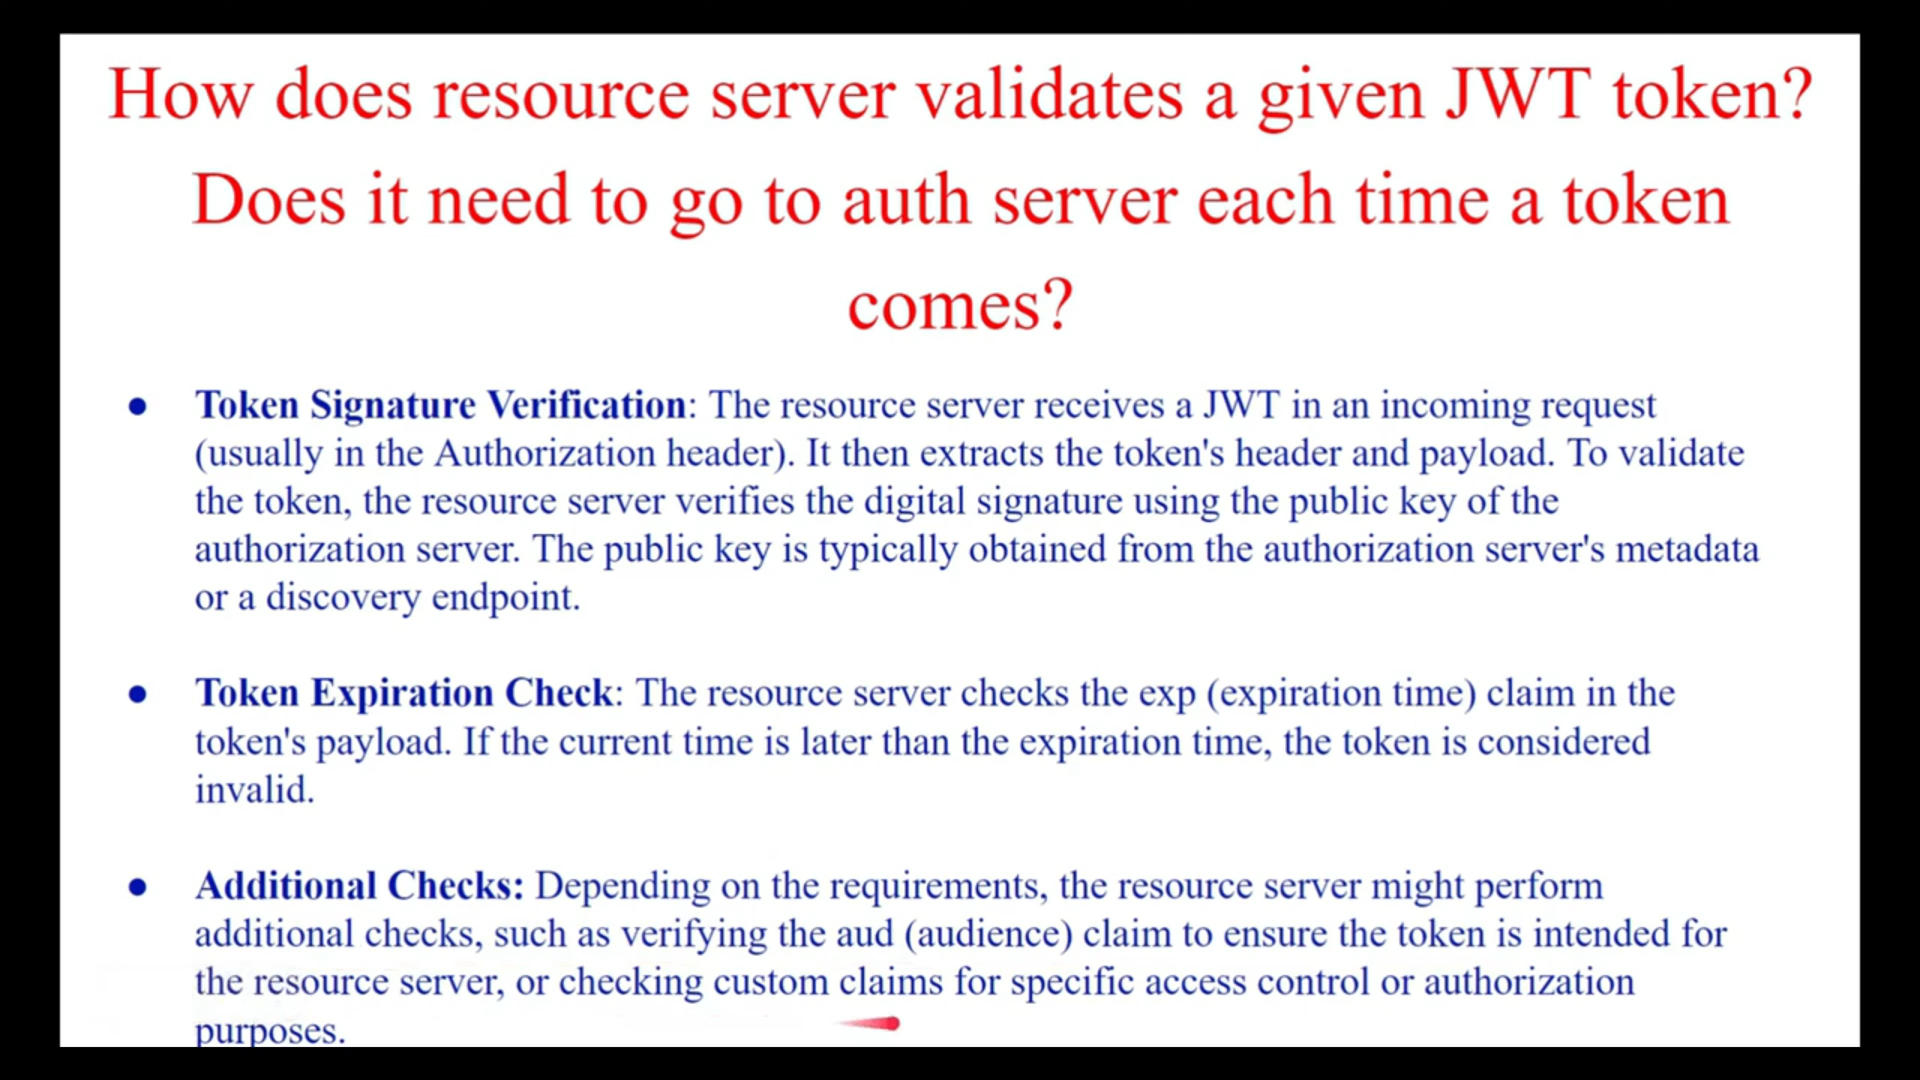 How does resource server validates a given JWT token?
Does it need to go to auth server each time a token
comes?
● Token Signature Verification: The resource server receives a JWT in an incoming request
(usually in the Authorization header). It then extracts the token's header and payload. To validate
the token, the resource server verifies the digital signature using the public key of the
authorization server. The public key is typically obtained from the authorization server's metadata
or a discovery endpoint.
● Token Expiration Check: The resource server checks the exp (expiration time) claim in the
token's payload. If the current time is later than the expiration time, the token is considered
invalid.
● Additional Checks: Depending on the requirements, the resource server might perform
additional checks, such as verifying the aud (audience) claim to ensure the token is intended for
the resource server, or checking custom claims for specific access control or authorization
purposes.